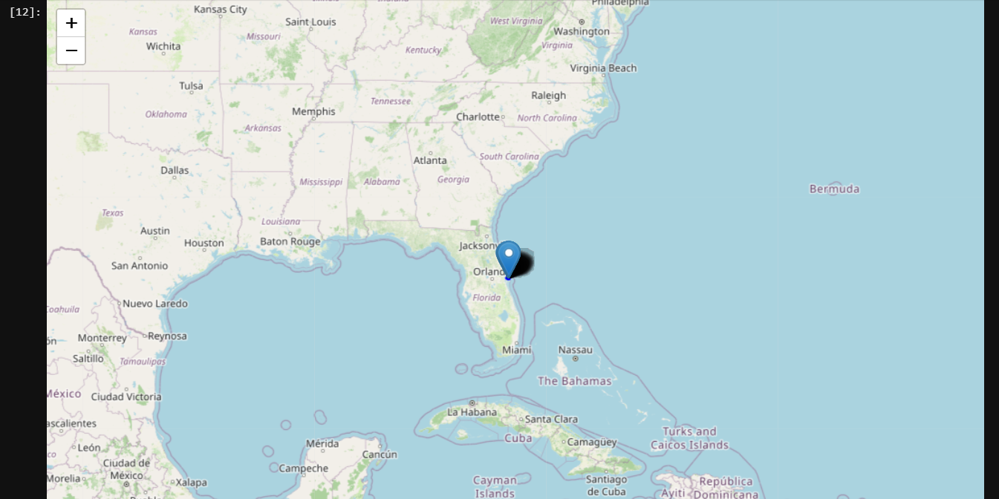 [12]:
+
−
Kansas City
Philadelphia
Saint Louis
West Virginia
Washington
Kansas
Missouri
Wichita
Kentucky
Virginia
Virginia Beach
Tulsa
Raleigh
Tennessee
Oklahoma
Memphis
Charlotte
North Carolina
Arkansas
Atlanta
South Carolina
Dallas
Mississippi
Alabama
Georgia
Bermuda
Texas
Louisiana
Austin
Houston
Baton Rouge
Jacksonv
San Antonio
Orland
Florida
Nuevo Laredo
Coahuila
Monterrey
Reynosa
Saltillo
Tamaulipas
Miami
Nassau
The Bahamas
México
Ciudad Victoria
La Habana
Santa Clara
Cuba
Camagüey
Turks and
Caicos Islands
ascalientes
León
Mérida
Cancún
Ciudad de
México
Campeche
Morelia
Xalapa
Cayman
Islands
Santiago
de Cuba
Ayiti
República
Dominicana